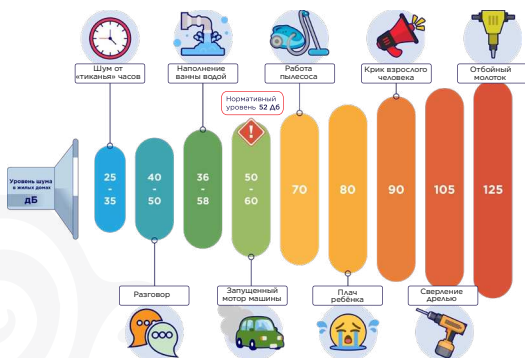 Шум от
«тиканья» часов
Наполнение
ванны водой
Работа
пылесоса
Крик взрослого
человека
Отбойный
молоток
Нормативный
уровень 52 Дб
Уровень шума
в жилых домах
дБ
25
-
35
40
-
50
36
-
58
50
-
60
70
80
90
105
125
Разговор
Запущенный
мотор машины
Плач
ребёнка
Сверление
дрелью